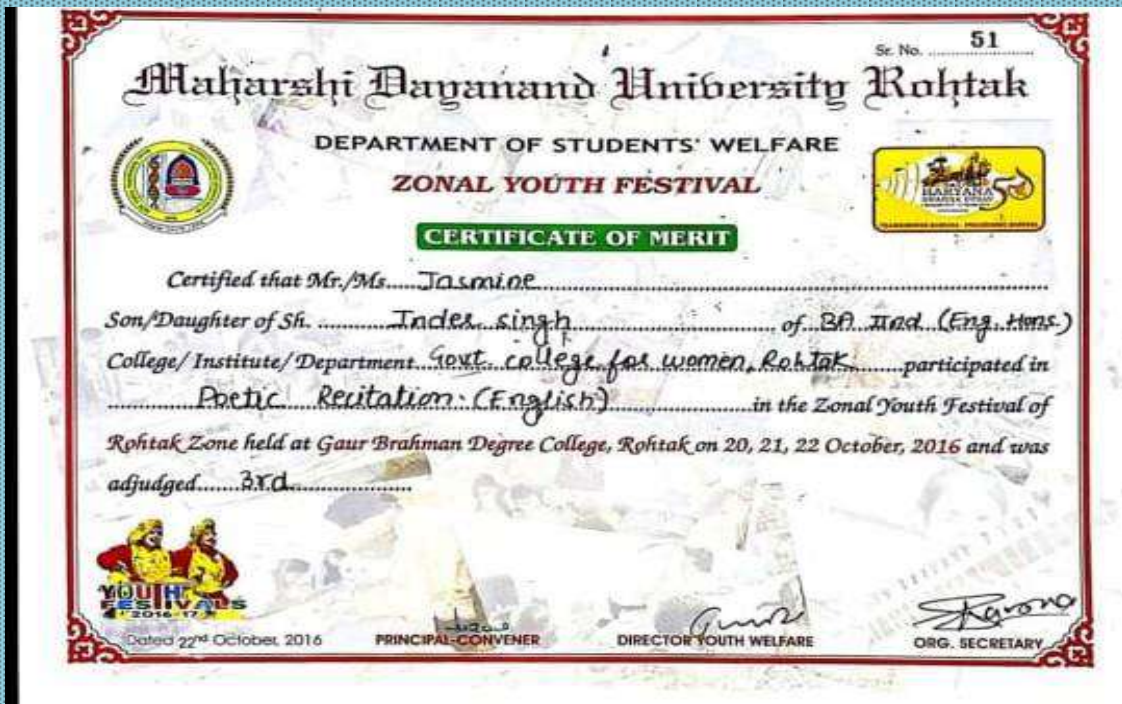 Sr. No. ....... 51 .......
Maharshi Dayanand University Rohtak
DEPARTMENT OF STUDENTS' WELFARE
ZONAL YOUTH FESTIVAL
HARYANA
CERTIFICATE OF MERIT
Certified that Mr./Ms.....Jasmine.....
Son/Daughter of Sh. .....Inder singh..... of BA IInd (Eng. Hons.)
College/ Institute/ Department Govt. college for women, Rohtak.....participated in
.....Poetic Recitation. (English).....in the Zonal Youth Festival of
Rohtak Zone held at Gaur Brahman Degree College, Rohtak on 20, 21, 22 October, 2016 and was
adjudged.....3rd.....
YOUTH
FESTIVALS
2016-17
Dated 22nd October, 2016 PRINCIPAL-CONVENER DIRECTOR YOUTH WELFARE ORG. SECRETARY